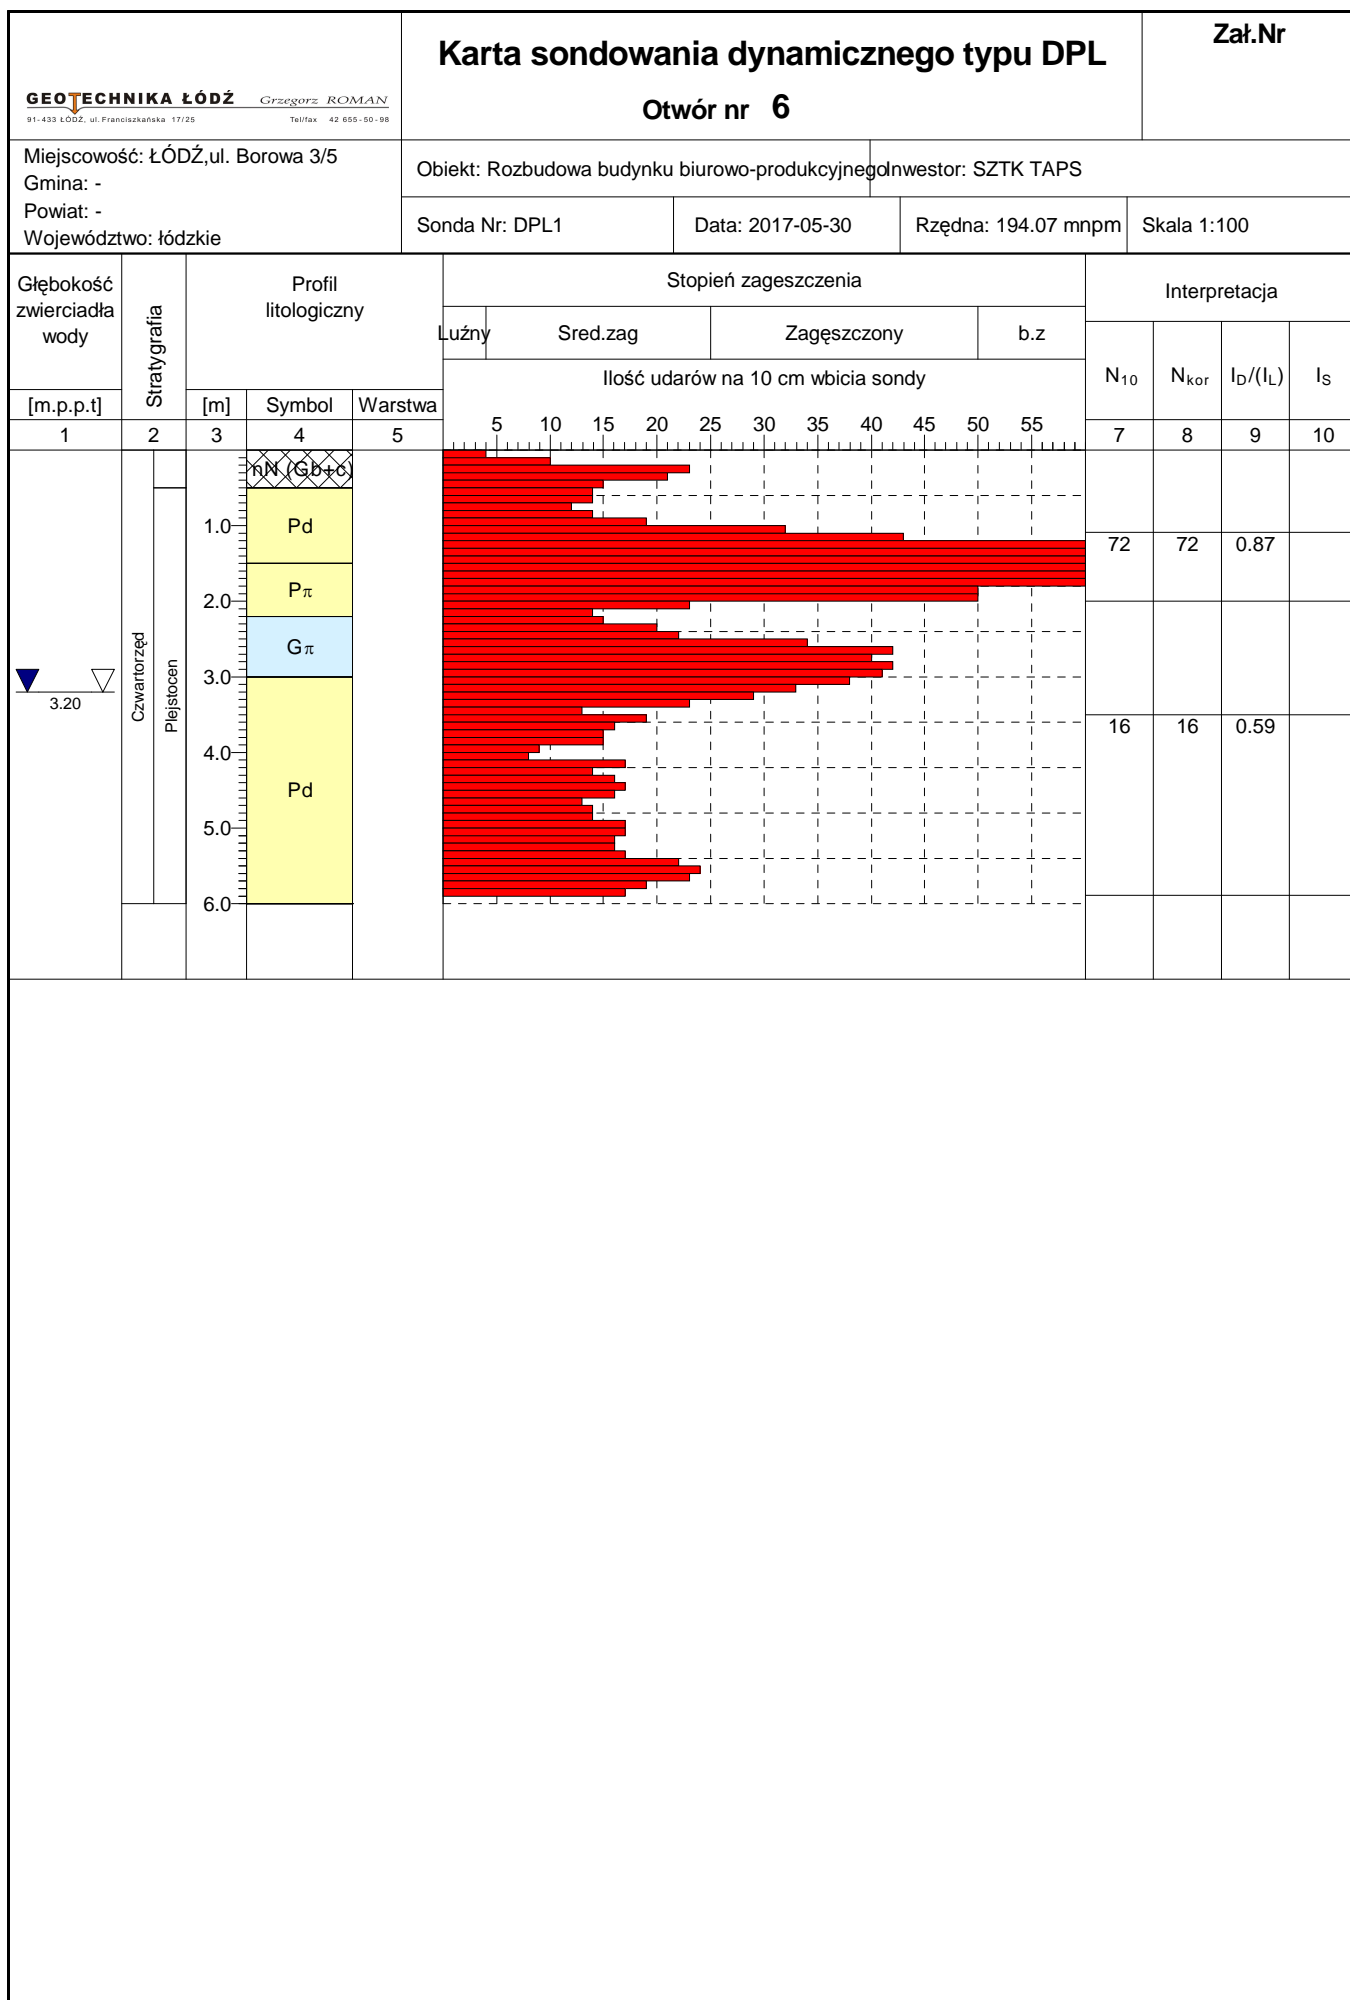 Karta sondowania dynamicznego typu DPL
Otwór nr 6
Zał.Nr
GEOTECHNIKA ŁÓDŹ Grzegorz ROMAN
91-433 ŁÓDŹ, ul. Franciszkańska 17/25 Tel/fax 42 655-50-98
Miejscowość: ŁÓDŹ,ul. Borowa 3/5
Gmina: -
Powiat: -
Województwo: łódzkie
Obiekt: Rozbudowa budynku biurowo-produkcyjnego
Inwestor: SZTK TAPS
Sonda Nr: DPL1
Data: 2017-05-30
Rzędna: 194.07 mnpm
Skala 1:100
Głębokość
zwierciadła
wody
[m.p.p.t]
Stratygrafia
Profil
litologiczny
[m] Symbol Warstwa
Stopień zageszczenia
Luźny Sred.zag Zagęszczony b.z
Ilość udarów na 10 cm wbicia sondy
5 10 15 20 25 30 35 40 45 50 55
Interpretacja
N10 Nkor ID/(IL) IS
1 2 3 4 5 7 8 9 10
nN (Gb+c)
1.0 Pd
72 72 0.87
Pπ
2.0
Gπ
3.0
3.20
Czwartorzęd
Plejstocen
16 16 0.59
4.0
Pd
5.0
6.0